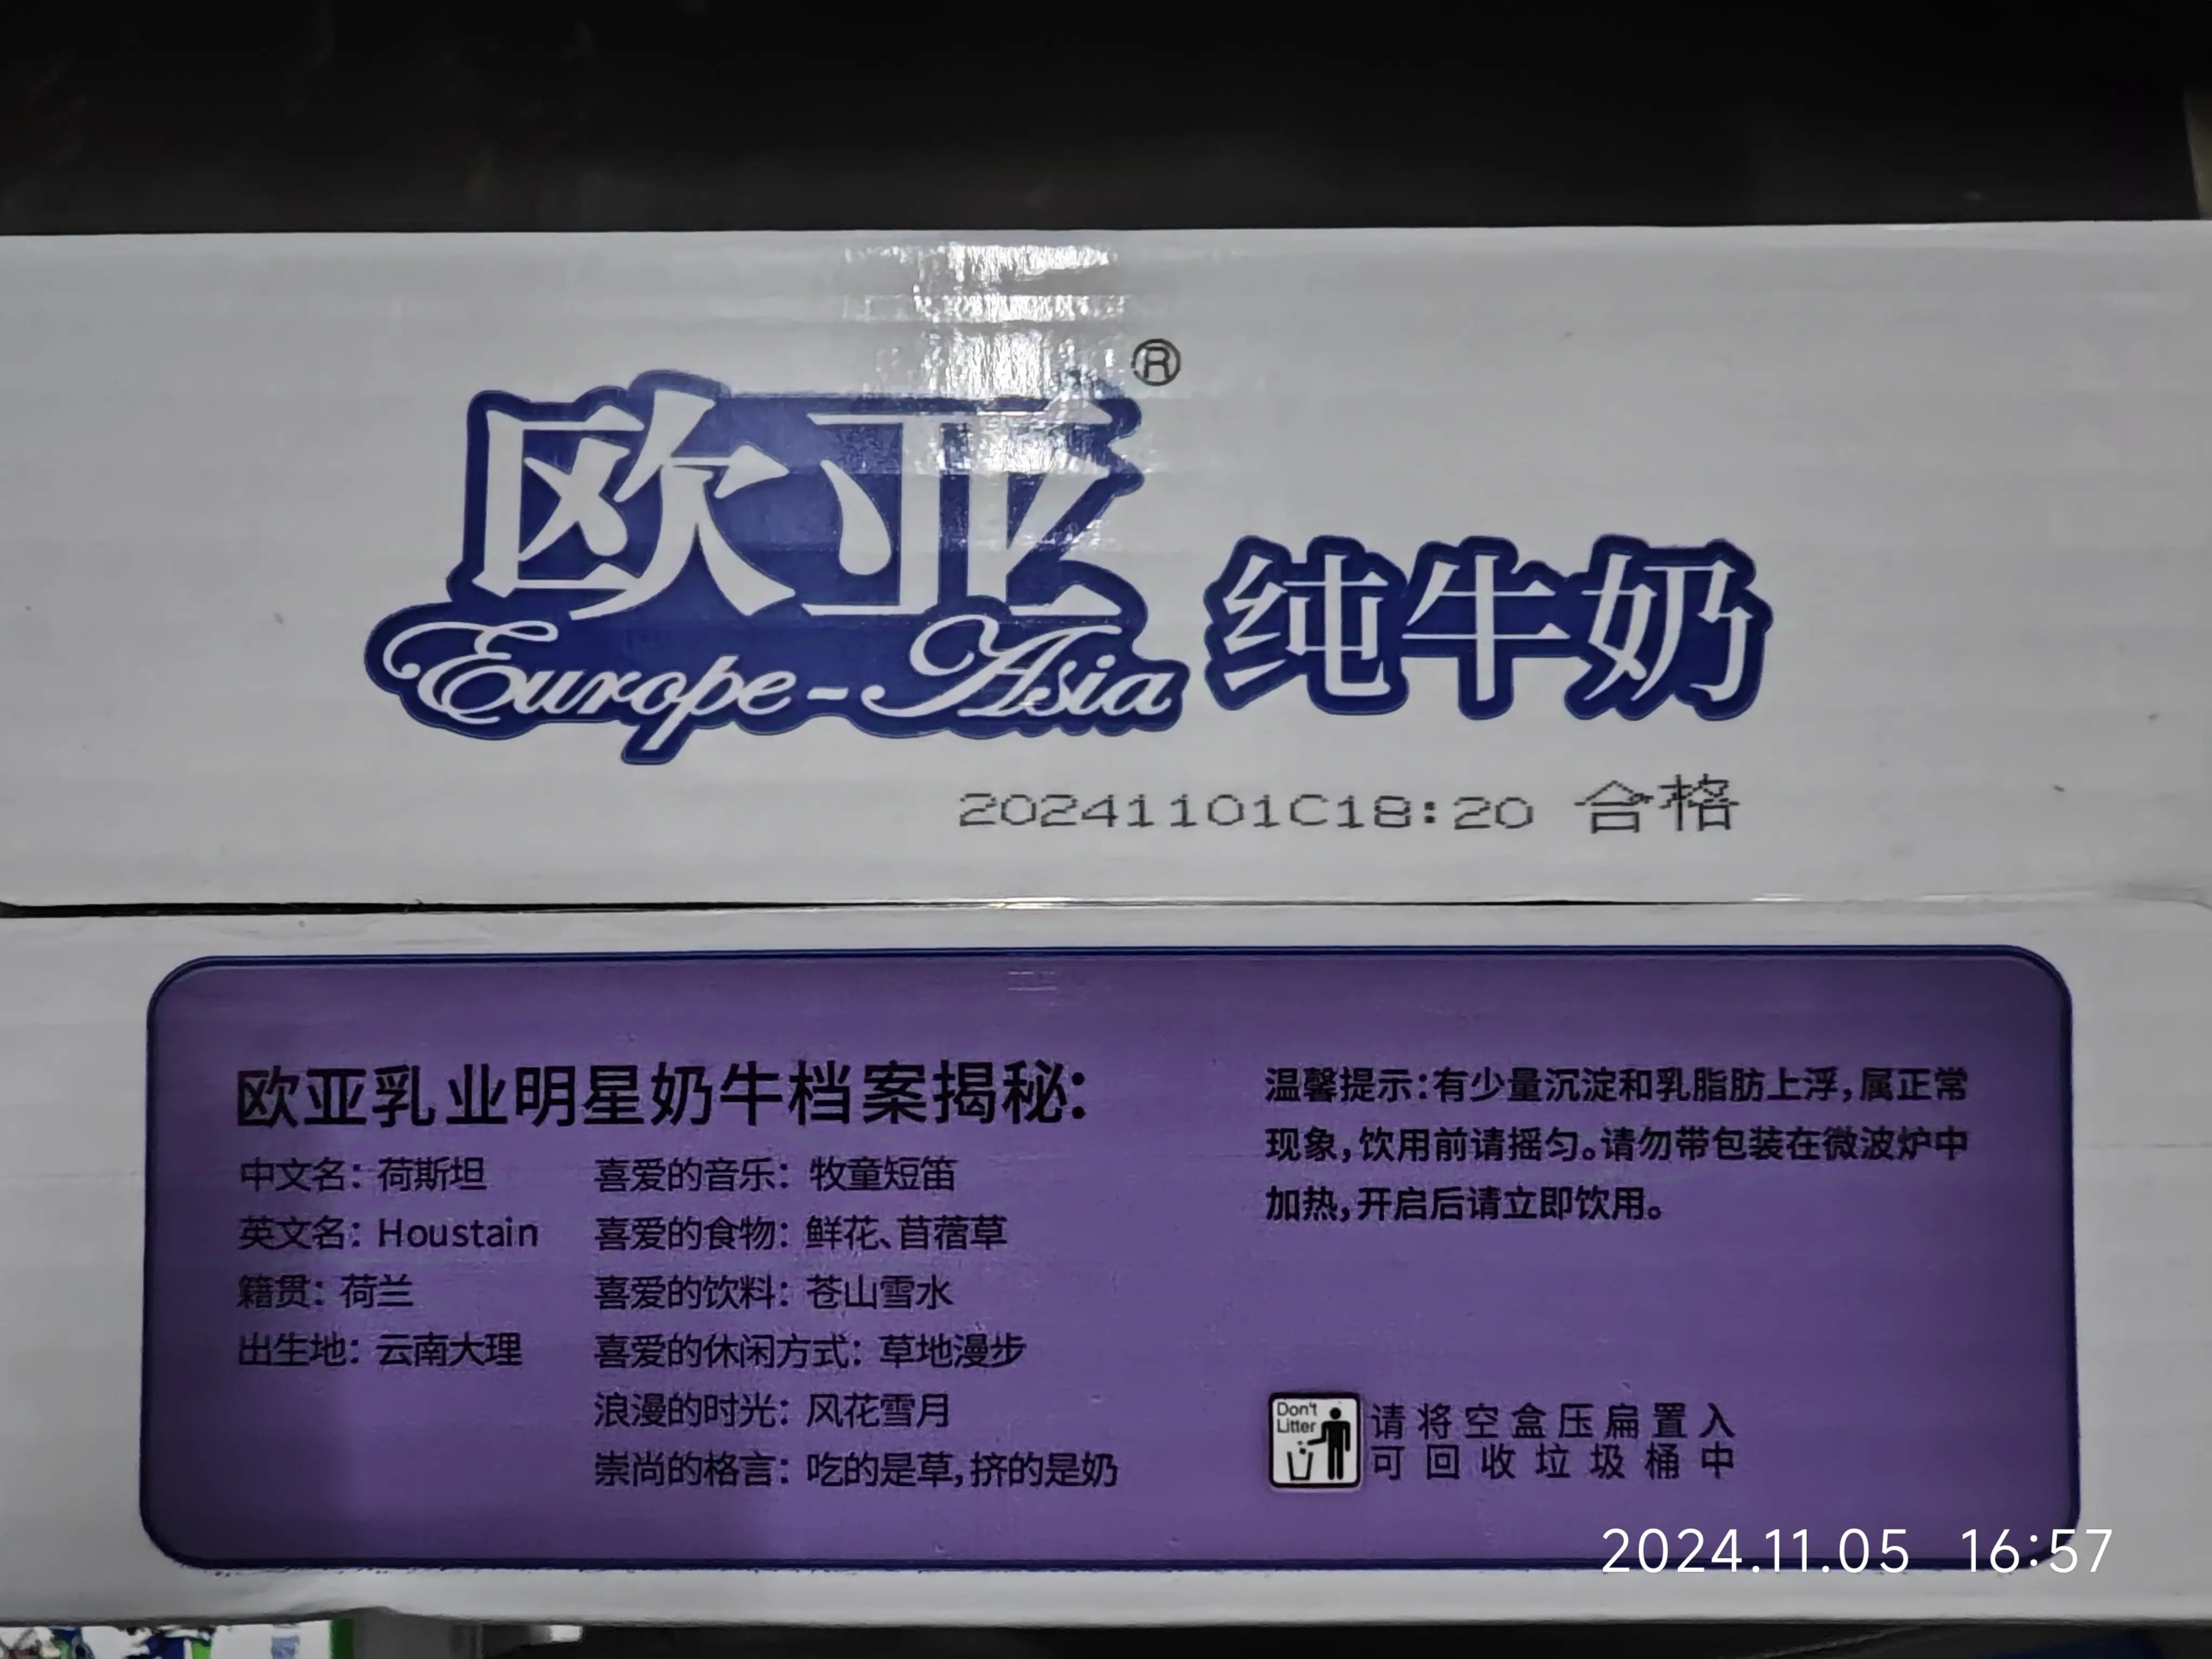 欧亚®
Europe-Asia
纯牛奶
20241101C18:20 合格
欧亚乳业明星奶牛档案揭秘:
中文名: 荷斯坦
英文名: Houstain
籍贯: 荷兰
出生地: 云南大理
喜爱的音乐: 牧童短笛
喜爱的食物: 鲜花、苜蓿草
喜爱的饮料: 苍山雪水
喜爱的休闲方式: 草地漫步
浪漫的时光: 风花雪月
崇尚的格言: 吃的是草,挤的是奶
温馨提示:有少量沉淀和乳脂肪上浮,属正常
现象,饮用前请摇匀。请勿带包装在微波炉中
加热,开启后请立即饮用。
Don't
Litter
请将空盒压扁置入
可回收垃圾桶中
2024.11.05 16:57